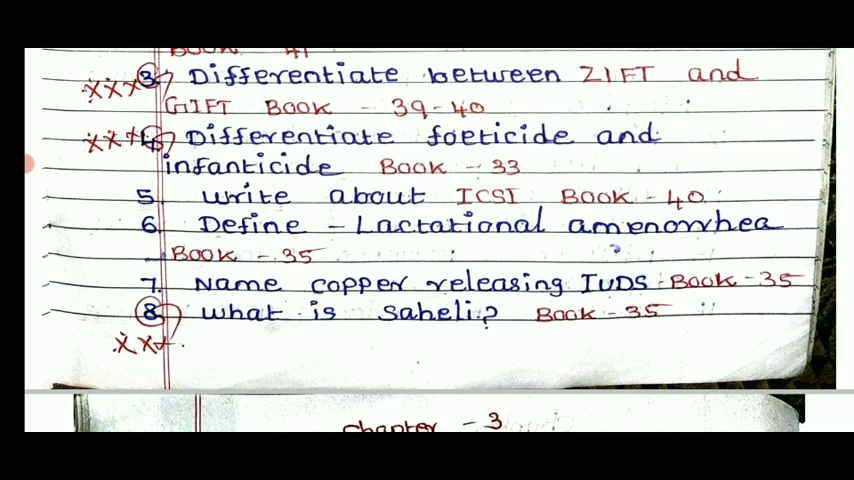 BOOK 41
3. Differentiate between ZIFT and
GIFT BOOK - 39-40
4. Differentiate foeticide and
infanticide BOOK - 33
5 write about ICSI BOOK - 40
6. Define - Lactational amenorrhea
BOOK - 35
7. Name copper releasing IUDS BOOK - 35
8. what is saheli? BOOK - 35
chapter - 3